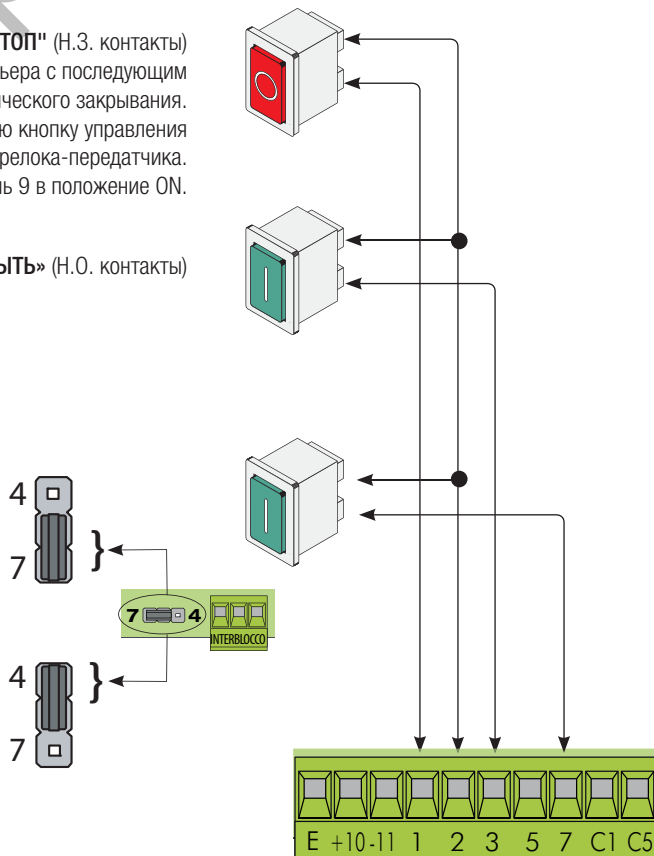 ТОП" (Н.З. контакты)
ьера с последующим
ического закрывания.
ю кнопку управления
релока-передатчика.
ь 9 в положение ON.
ЫТЬ» (Н.О. контакты)
4
7
7 4
INTERBLOCCO
4
7
E +10 -11 1 2 3 5 7 C1 C5